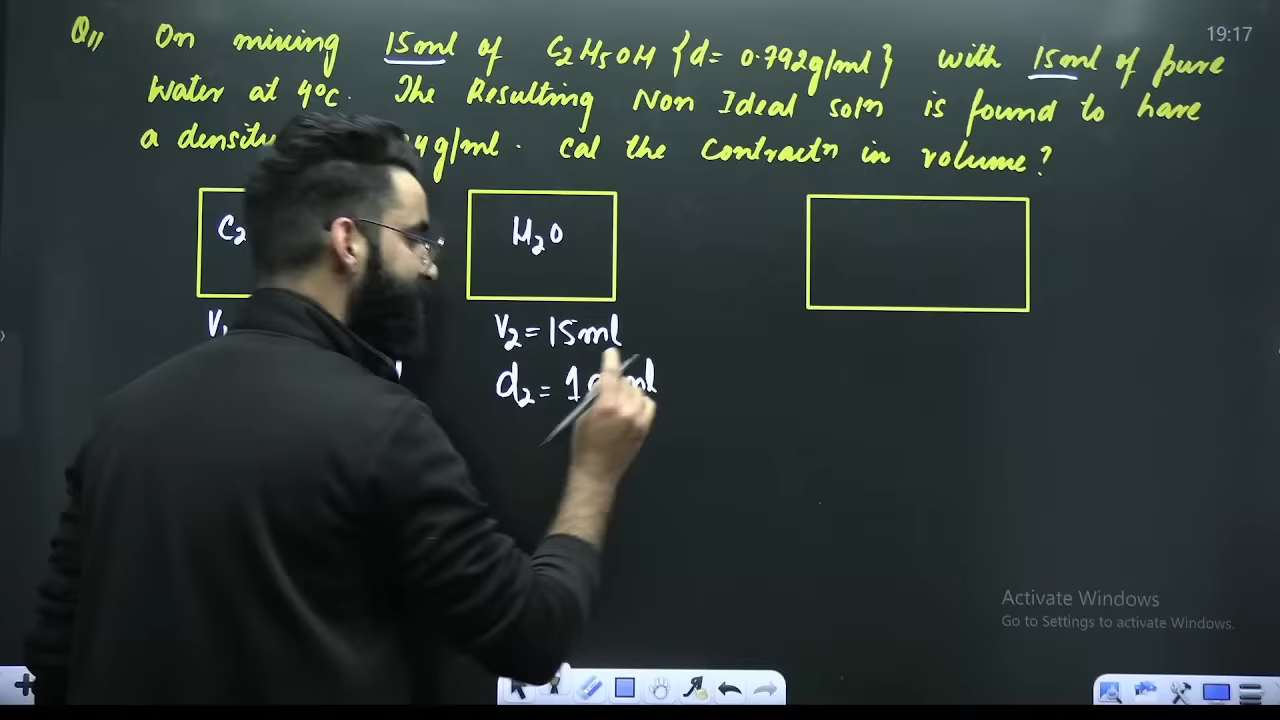 19:17
Q11 On mixing 15ml of C2H5OH {d= 0.792g/ml} with 15ml of pure
Water at 4°C. The Resulting Non Ideal soln is found to have
a density 4g/ml. Cal the contractn in volume?
C2
H2O
V1
V2 = 15ml
d2 = 1
Activate Windows
Go to Settings to activate Windows.